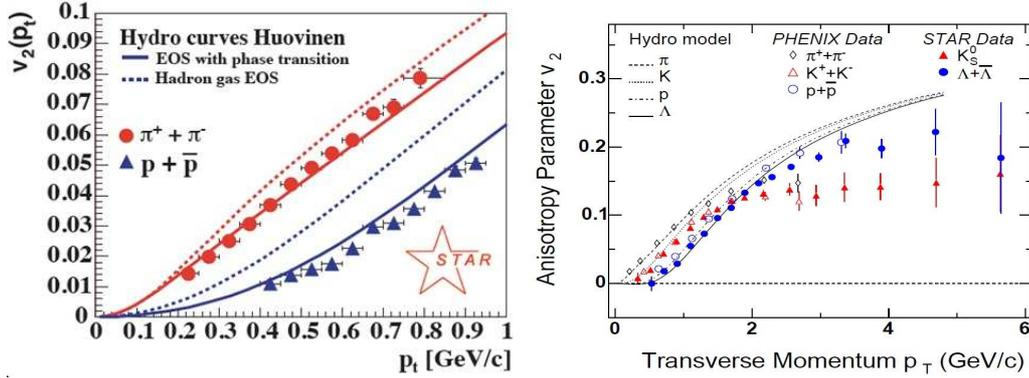 0.1
0.09
0.08
0.07
0.06
0.05
0.04
0.03
0.02
0.01
0
v2(pt)
Hydro curves Huovinen
EOS with phase transition
Hadron gas EOS
π+ + π-
p + p̅
STAR
0 0.1 0.2 0.3 0.4 0.5 0.6 0.7 0.8 0.9 1
pt [GeV/c]
Anisotropy Parameter v2
0.3
0.2
0.1
0
Hydro model
π
K
p
Λ
PHENIX Data
π++π-
K++K-
p+p̅
STAR Data
K0S
Λ+Λ̅
0 2 4 6
Transverse Momentum pT (GeV/c)